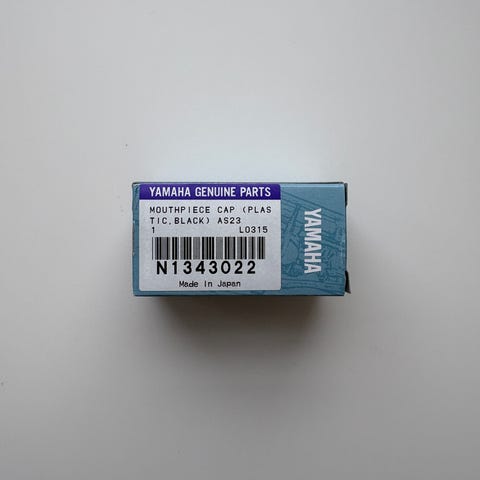 YAMAHA GENUINE PARTS
MOUTHPIECE CAP (PLAS
TIC,BLACK) AS23
1 L0315
N1343022
Made In Japan
YAMAHA